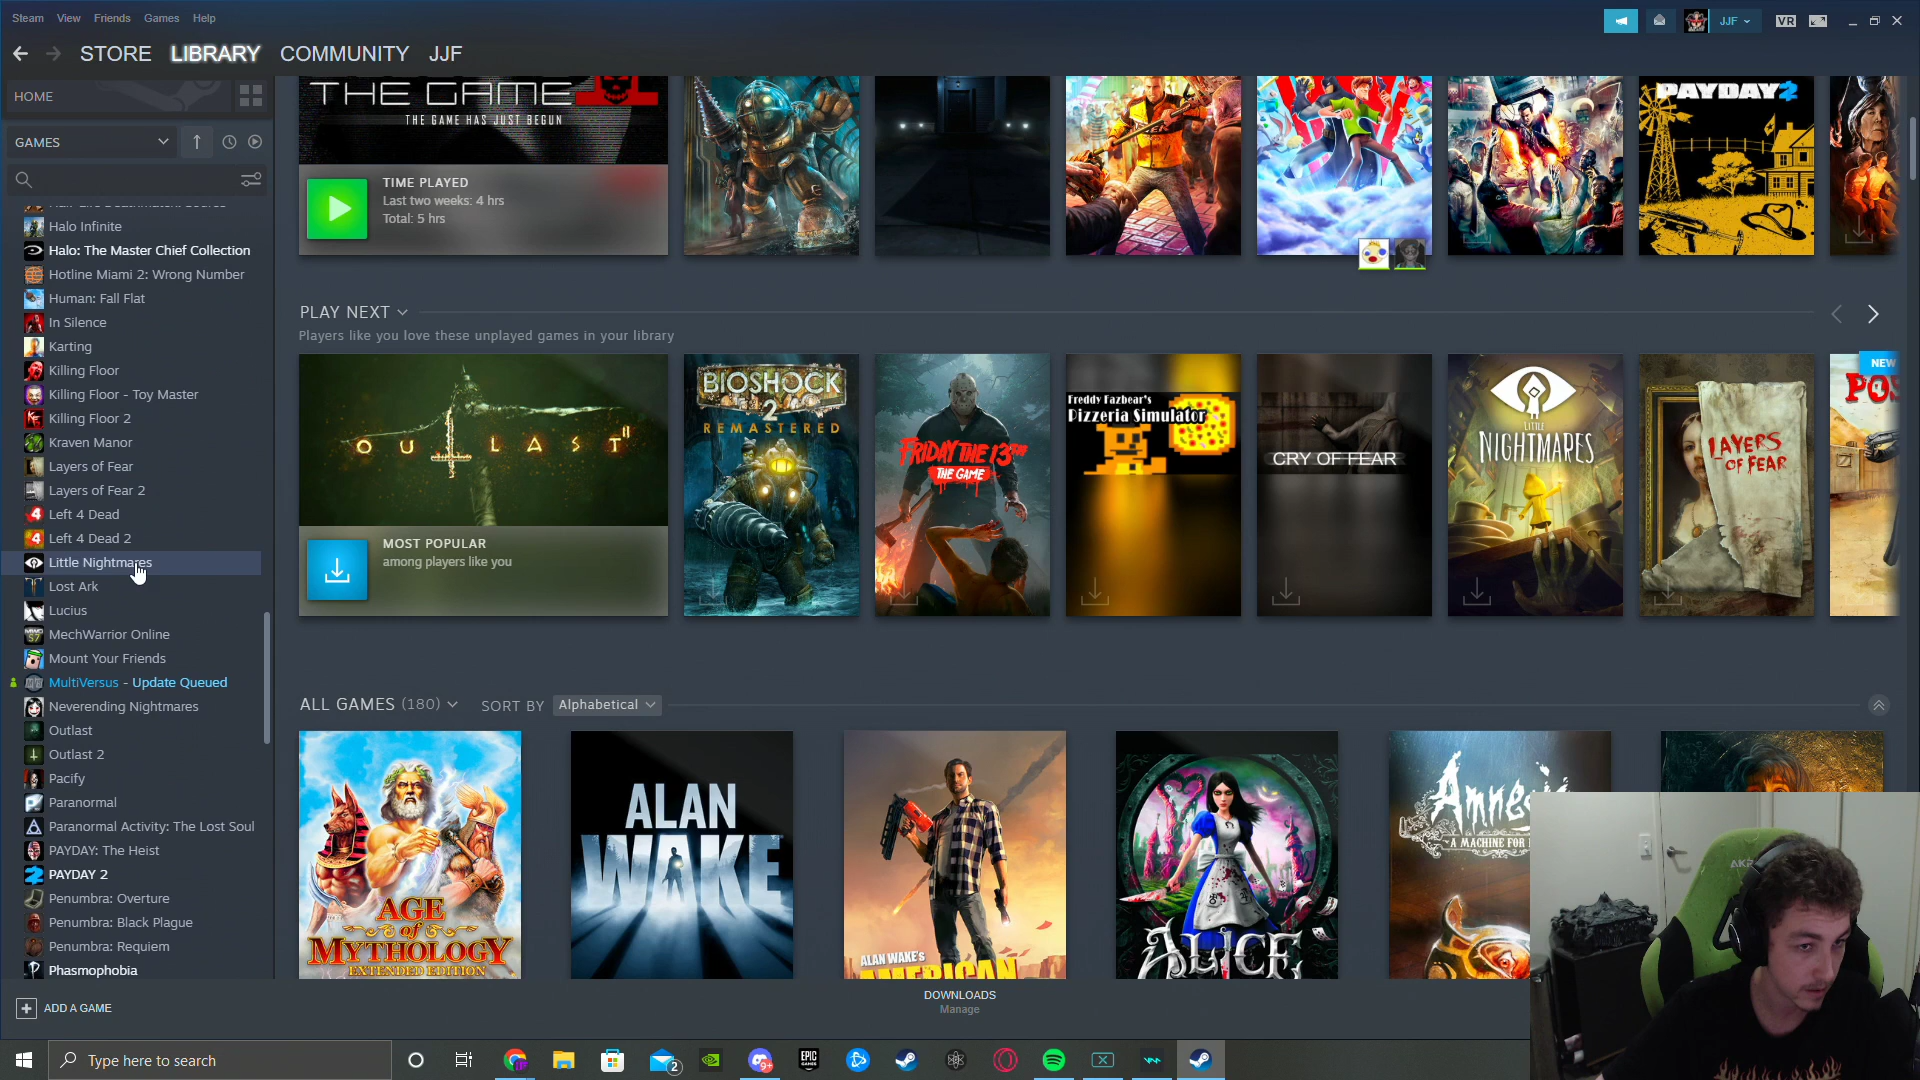 Steam View Friends Games Help
JJF
VR
STORE LIBRARY COMMUNITY JJF
HOME
GAMES
Halo Infinite
Halo: The Master Chief Collection
Hotline Miami 2: Wrong Number
Human: Fall Flat
In Silence
Karting
Killing Floor
Killing Floor - Toy Master
Killing Floor 2
Kraven Manor
Layers of Fear
Layers of Fear 2
Left 4 Dead
Left 4 Dead 2
Little Nightmares
Lost Ark
Lucius
MechWarrior Online
Mount Your Friends
MultiVersus - Update Queued
Neverending Nightmares
Outlast
Outlast 2
Pacify
Paranormal
Paranormal Activity: The Lost Soul
PAYDAY: The Heist
PAYDAY 2
Penumbra: Overture
Penumbra: Black Plague
Penumbra: Requiem
Phasmophobia
ADD A GAME
THE GAME
THE GAME HAS JUST BEGUN
TIME PLAYED
Last two weeks: 4 hrs
Total: 5 hrs
PAYDAY 2
PLAY NEXT
Players like you love these unplayed games in your library
OUTLAST II
MOST POPULAR
among players like you
BIOSHOCK
2
REMASTERED
FRIDAY THE 13TH
THE GAME
Freddy Fazbear's
Pizzeria Simulator
CRY OF FEAR
LITTLE
NIGHTMARES
LAYERS
OF FEAR
NEW
ALL GAMES (180) SORT BY Alphabetical
AGE
OF
MYTHOLOGY
EXTENDED EDITION
ALAN
WAKE
ALAN WAKE'S
AMERICAN
ALICE
DOWNLOADS
Manage
AKR
Type here to search
2
9+
EPIC
GAMES